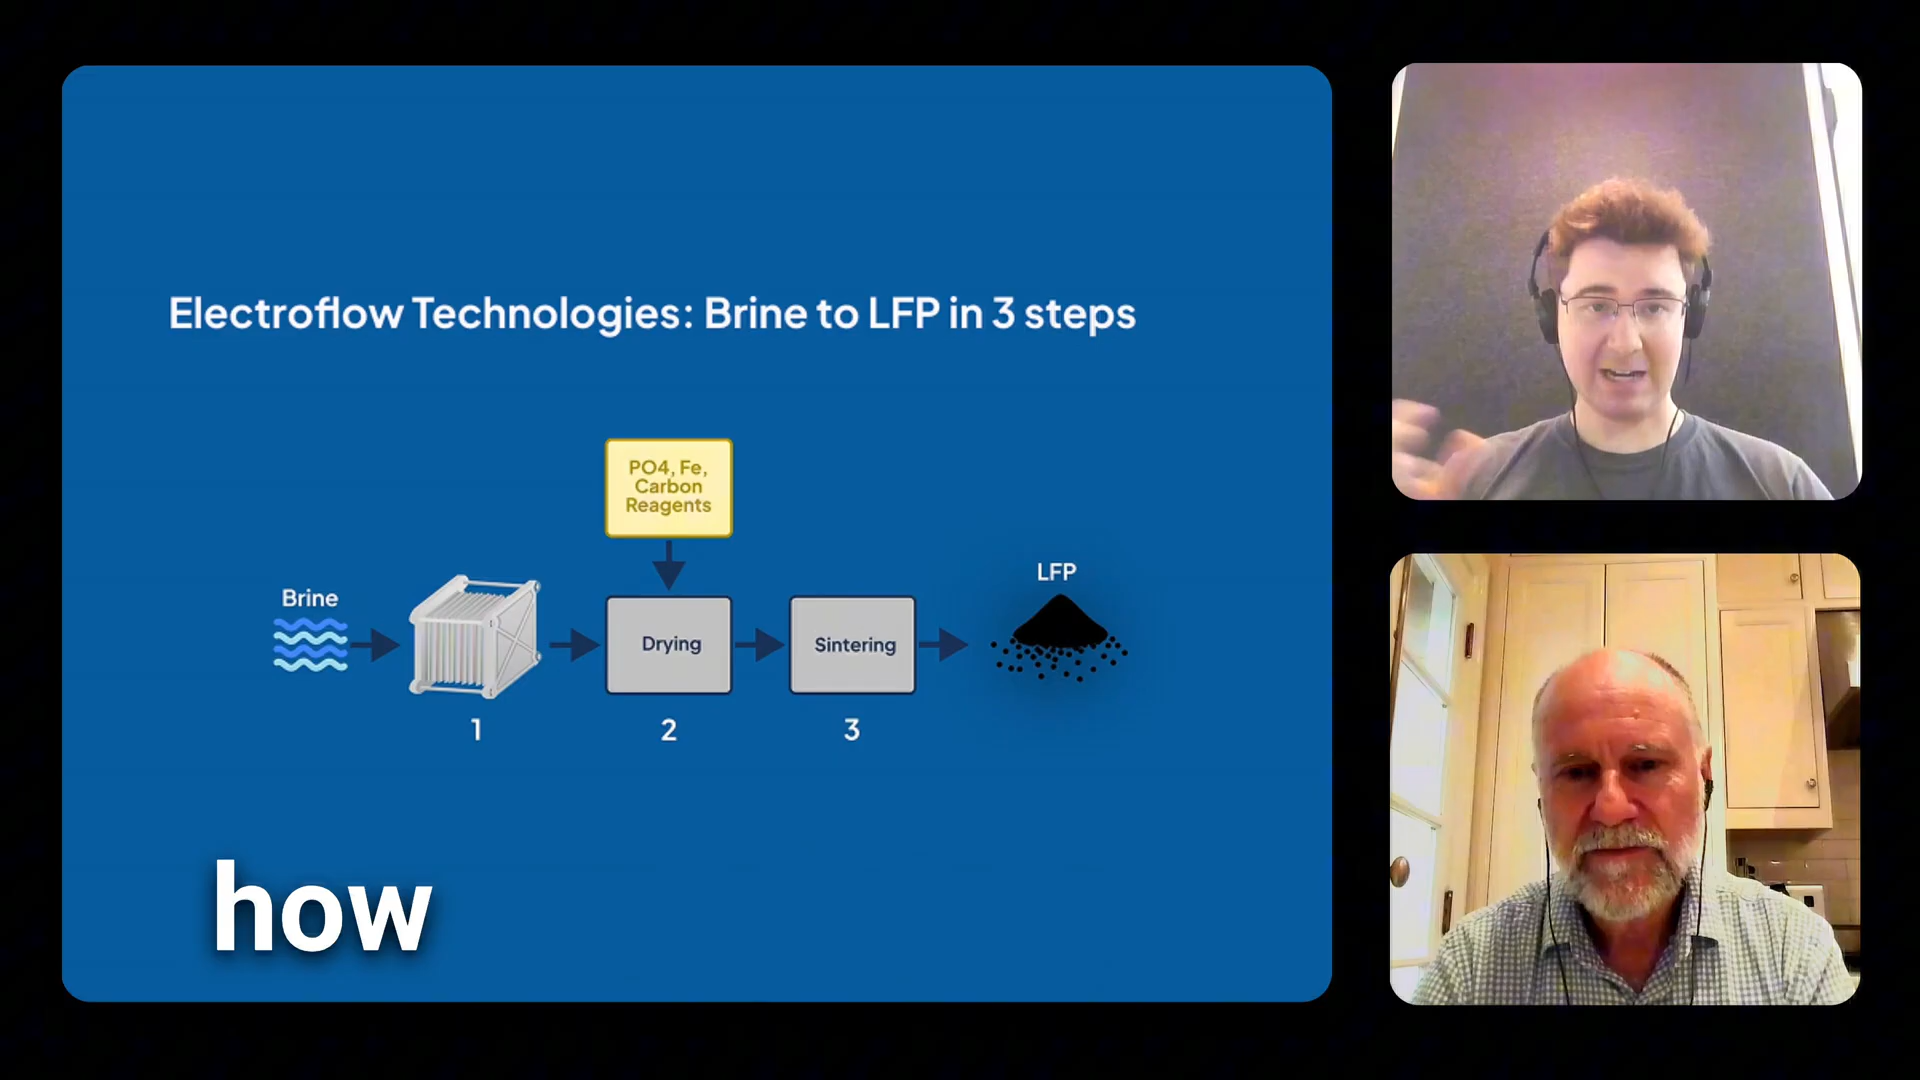 Electroflow Technologies: Brine to LFP in 3 steps
PO4, Fe,
Carbon
Reagents
Brine
Drying
Sintering
LFP
1
2
3
how